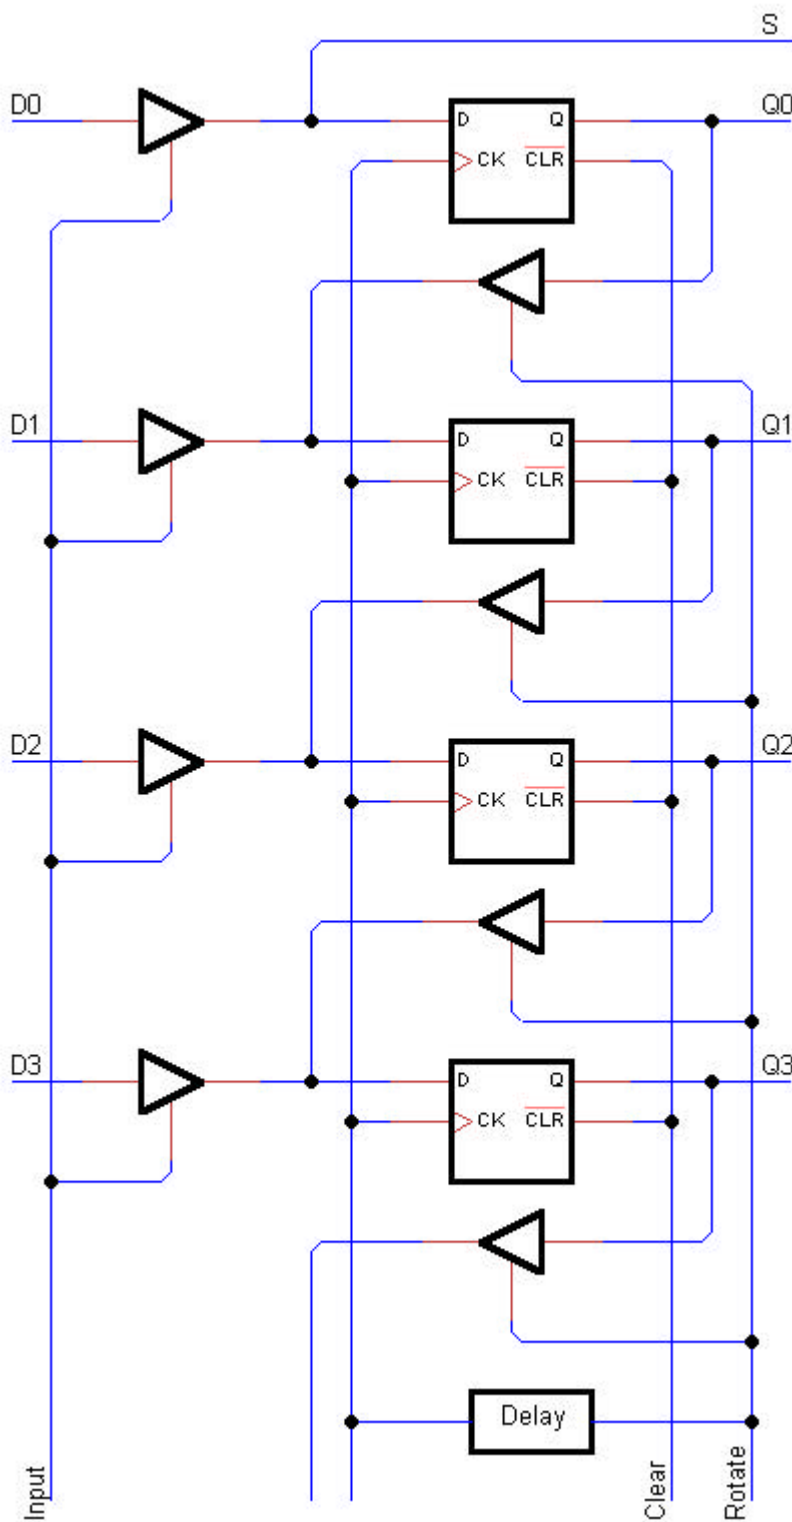 S
D0
D Q
Q0
CK CLR
D1
D Q
Q1
CK CLR
D2
D Q
Q2
CK CLR
D3
D Q
Q3
CK CLR
Delay
Input
Clear
Rotate